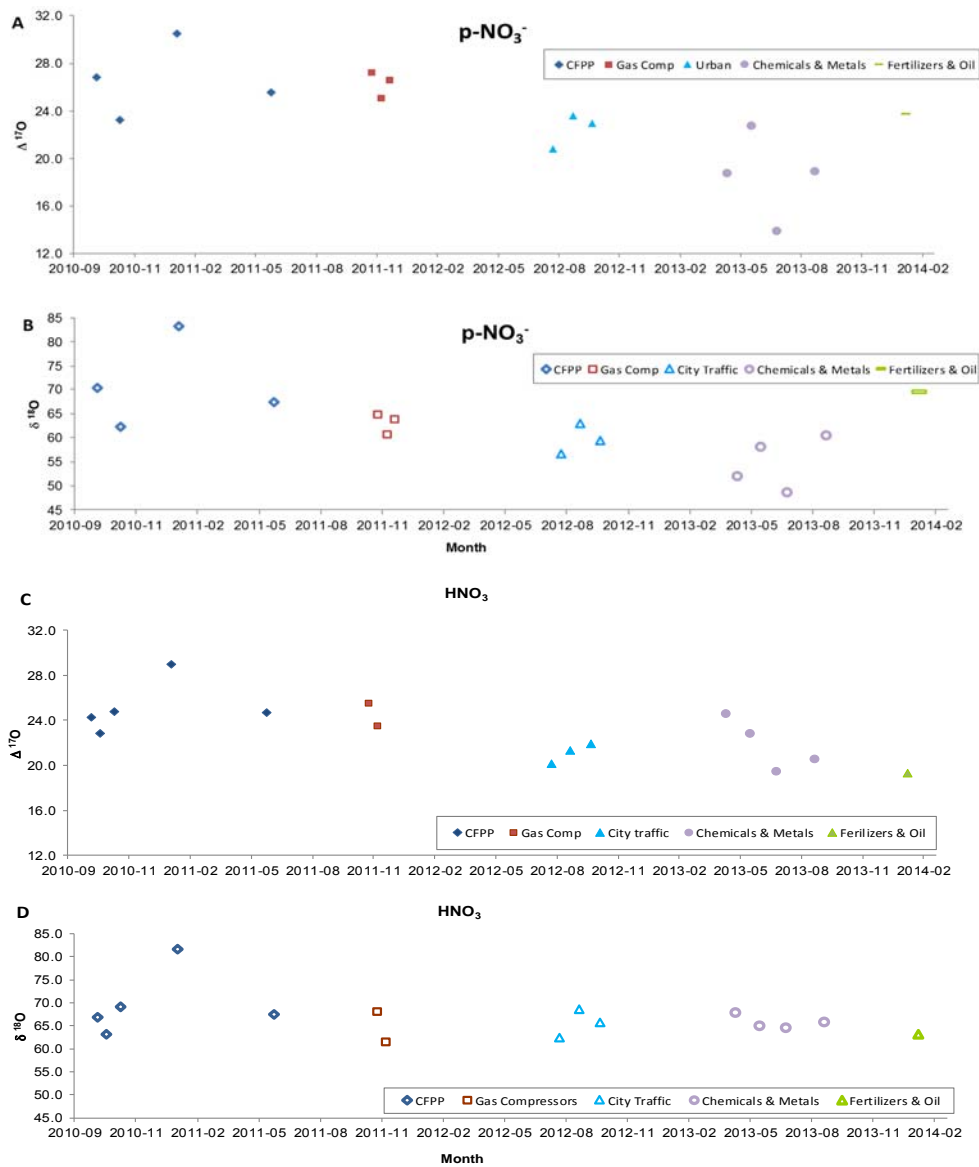 A
p-NO₃⁻
32.0
28.0
24.0
20.0
16.0
12.0
Δ ¹⁷O
CFPP Gas Comp Urban Chemicals & Metals Fertilizers & Oil
2010-09 2010-11 2011-02 2011-05 2011-08 2011-11 2012-02 2012-05 2012-08 2012-11 2013-02 2013-05 2013-08 2013-11 2014-02
B
p-NO₃⁻
85
80
75
70
65
60
55
50
45
δ ¹⁸O
CFPP Gas Comp City Traffic Chemicals & Metals Fertilizers & Oil
2010-09 2010-11 2011-02 2011-05 2011-08 2011-11 2012-02 2012-05 2012-08 2012-11 2013-02 2013-05 2013-08 2013-11 2014-02
Month
C
HNO₃
32.0
28.0
24.0
20.0
16.0
12.0
Δ ¹⁷O
CFPP Gas Comp City traffic Chemicals & Metals Ferilizers & Oil
2010-09 2010-11 2011-02 2011-05 2011-08 2011-11 2012-02 2012-05 2012-08 2012-11 2013-02 2013-05 2013-08 2013-11 2014-02
D
HNO₃
85.0
80.0
75.0
70.0
65.0
60.0
55.0
50.0
45.0
δ ¹⁸O
CFPP Gas Compressors City Traffic Chemicals & Metals Fertilizers & Oil
2010-09 2010-11 2011-02 2011-05 2011-08 2011-11 2012-02 2012-05 2012-08 2012-11 2013-02 2013-05 2013-08 2013-11 2014-02
Month